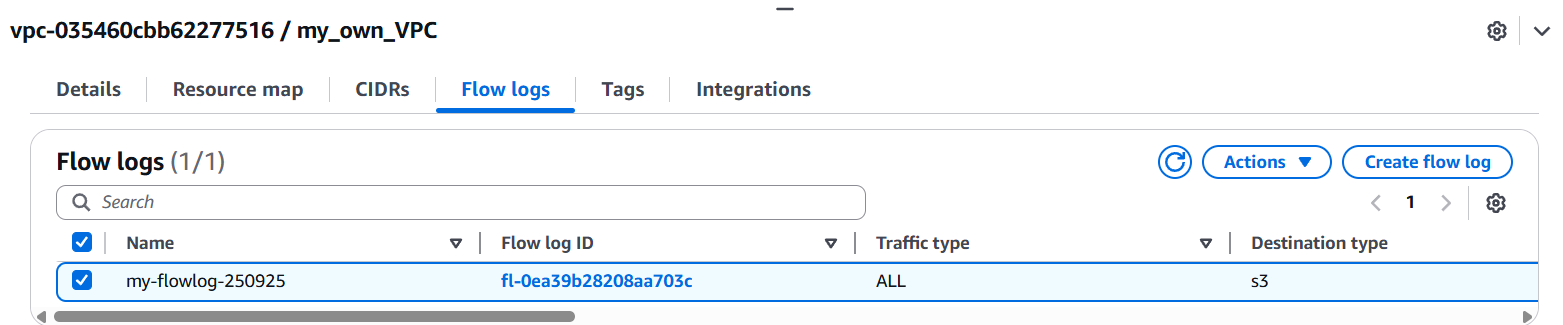 vpc-035460cbb62277516 / my_own_VPC
Details Resource map CIDRs Flow logs Tags Integrations
Flow logs (1/1) Actions Create flow log
Search 1
Name Flow log ID Traffic type Destination type
my-flowlog-250925 fl-0ea39b28208aa703c ALL s3